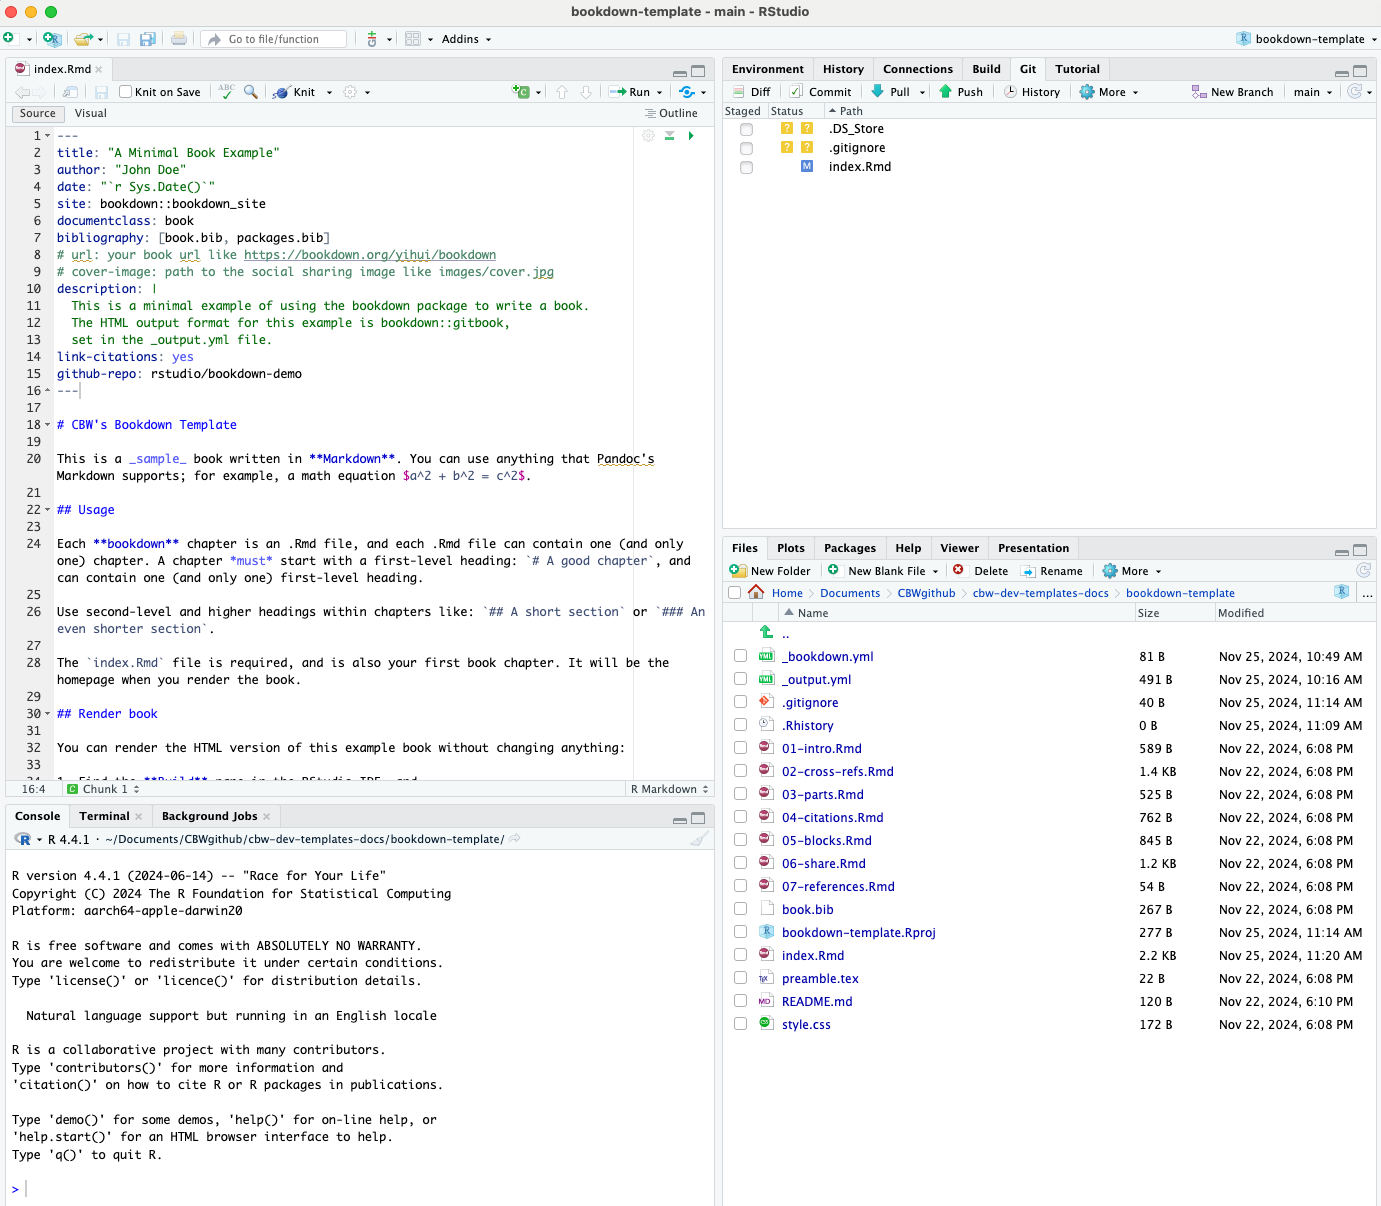 bookdown-template - main - RStudio
Go to file/function
Addins
bookdown-template
index.Rmd
Knit on Save
ABC
Knit
Run
Source
Visual
Outline
1 ---
2 title: "A Minimal Book Example"
3 author: "John Doe"
4 date: "`r Sys.Date()`"
5 site: bookdown::bookdown_site
6 documentclass: book
7 bibliography: [book.bib, packages.bib]
8 # url: your book url like https://bookdown.org/yihui/bookdown
9 # cover-image: path to the social sharing image like images/cover.jpg
10 description: |
11 This is a minimal example of using the bookdown package to write a book.
12 The HTML output format for this example is bookdown::gitbook,
13 set in the _output.yml file.
14 link-citations: yes
15 github-repo: rstudio/bookdown-demo
16 ---
17
18 # CBW's Bookdown Template
19
20 This is a _sample_ book written in **Markdown**. You can use anything that Pandoc's
Markdown supports; for example, a math equation $a^2 + b^2 = c^2$.
21
22 ## Usage
23
24 Each **bookdown** chapter is an .Rmd file, and each .Rmd file can contain one (and only
one) chapter. A chapter *must* start with a first-level heading: `# A good chapter`, and
can contain one (and only one) first-level heading.
25
26 Use second-level and higher headings within chapters like: `## A short section` or `### An
even shorter section`.
27
28 The `index.Rmd` file is required, and is also your first book chapter. It will be the
homepage when you render the book.
29
30 ## Render book
31
32 You can render the HTML version of this example book without changing anything:
33
16:4
Chunk 1
R Markdown
Console
Terminal
Background Jobs
R 4.4.1 · ~/Documents/CBWgithub/cbw-dev-templates-docs/bookdown-template/
R version 4.4.1 (2024-06-14) -- "Race for Your Life"
Copyright (C) 2024 The R Foundation for Statistical Computing
Platform: aarch64-apple-darwin20
R is free software and comes with ABSOLUTELY NO WARRANTY.
You are welcome to redistribute it under certain conditions.
Type 'license()' or 'licence()' for distribution details.
Natural language support but running in an English locale
R is a collaborative project with many contributors.
Type 'contributors()' for more information and
'citation()' on how to cite R or R packages in publications.
Type 'demo()' for some demos, 'help()' for on-line help, or
'help.start()' for an HTML browser interface to help.
Type 'q()' to quit R.
>
Environment
History
Connections
Build
Git
Tutorial
Diff
Commit
Pull
Push
History
More
New Branch
main
Staged Status Path
? ? .DS_Store
? ? .gitignore
M index.Rmd
Files
Plots
Packages
Help
Viewer
Presentation
New Folder
New Blank File
Delete
Rename
More
Home
Documents
CBWgithub
cbw-dev-templates-docs
bookdown-template
...
Name Size Modified
..
_bookdown.yml 81 B Nov 25, 2024, 10:49 AM
_output.yml 491 B Nov 25, 2024, 10:16 AM
.gitignore 40 B Nov 25, 2024, 11:14 AM
.Rhistory 0 B Nov 25, 2024, 11:09 AM
01-intro.Rmd 589 B Nov 22, 2024, 6:08 PM
02-cross-refs.Rmd 1.4 KB Nov 22, 2024, 6:08 PM
03-parts.Rmd 525 B Nov 22, 2024, 6:08 PM
04-citations.Rmd 762 B Nov 22, 2024, 6:08 PM
05-blocks.Rmd 845 B Nov 22, 2024, 6:08 PM
06-share.Rmd 1.2 KB Nov 22, 2024, 6:08 PM
07-references.Rmd 54 B Nov 22, 2024, 6:08 PM
book.bib 267 B Nov 22, 2024, 6:08 PM
bookdown-template.Rproj 277 B Nov 25, 2024, 11:14 AM
index.Rmd 2.2 KB Nov 25, 2024, 11:20 AM
preamble.tex 22 B Nov 22, 2024, 6:08 PM
README.md 120 B Nov 22, 2024, 6:10 PM
style.css 172 B Nov 22, 2024, 6:08 PM